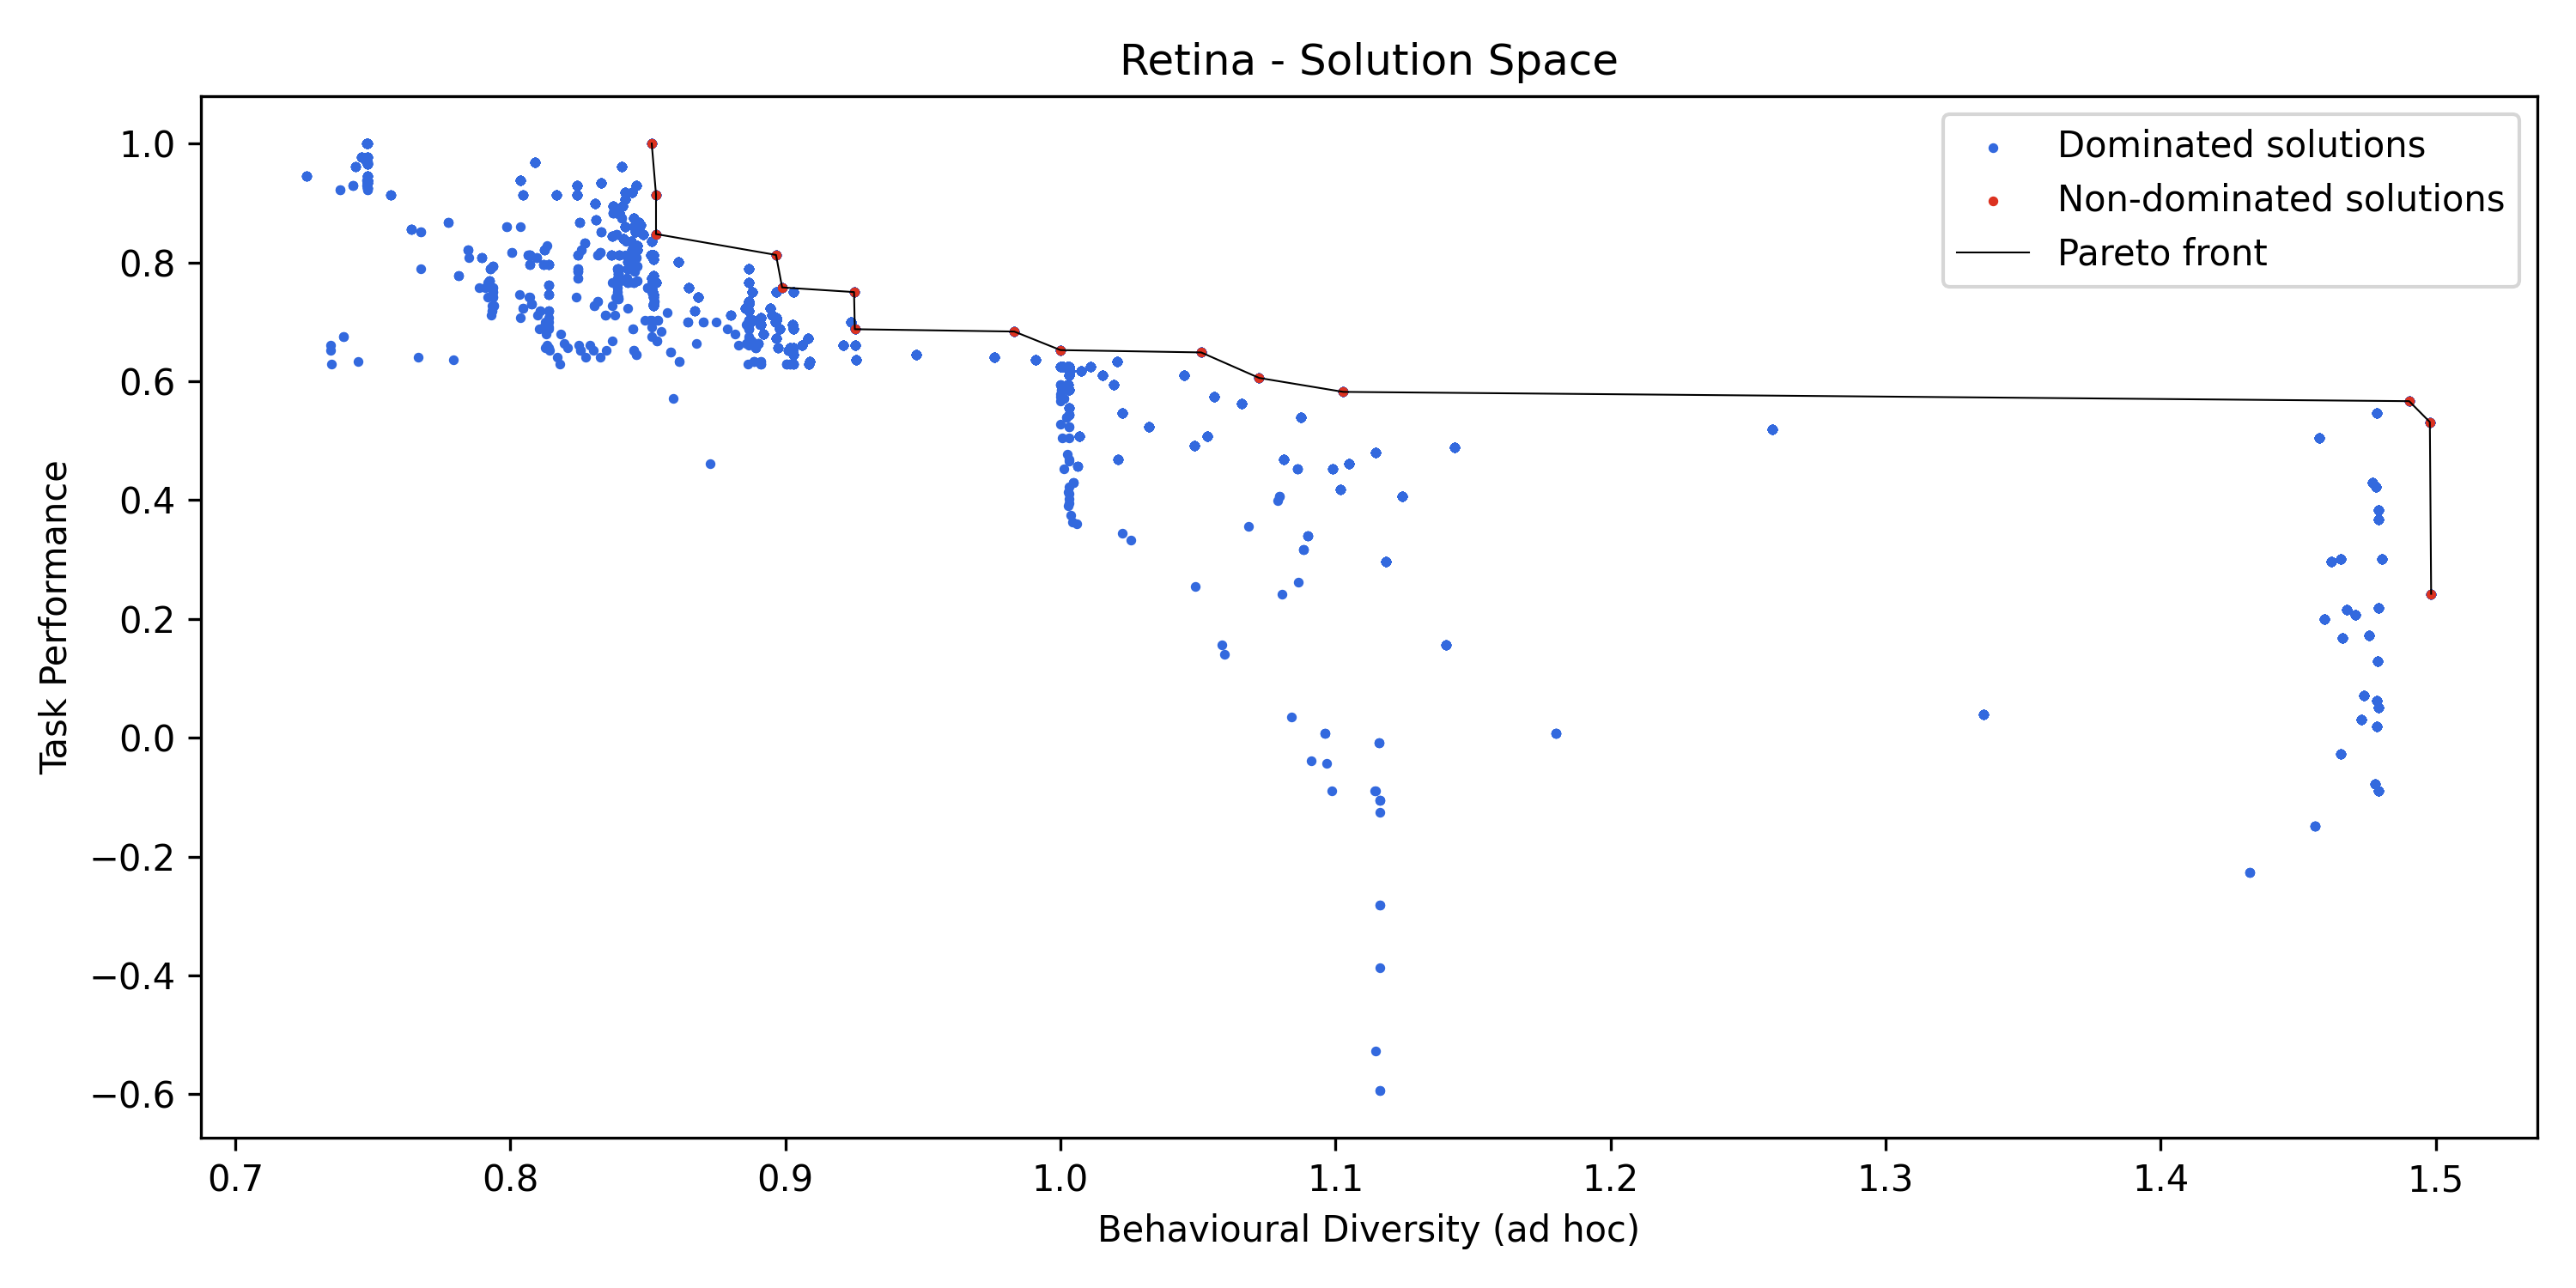 Retina - Solution Space
Dominated solutions
Non-dominated solutions
Pareto front
Task Performance
1.0
0.8
0.6
0.4
0.2
0.0
−0.2
−0.4
−0.6
0.7 0.8 0.9 1.0 1.1 1.2 1.3 1.4 1.5
Behavioural Diversity (ad hoc)